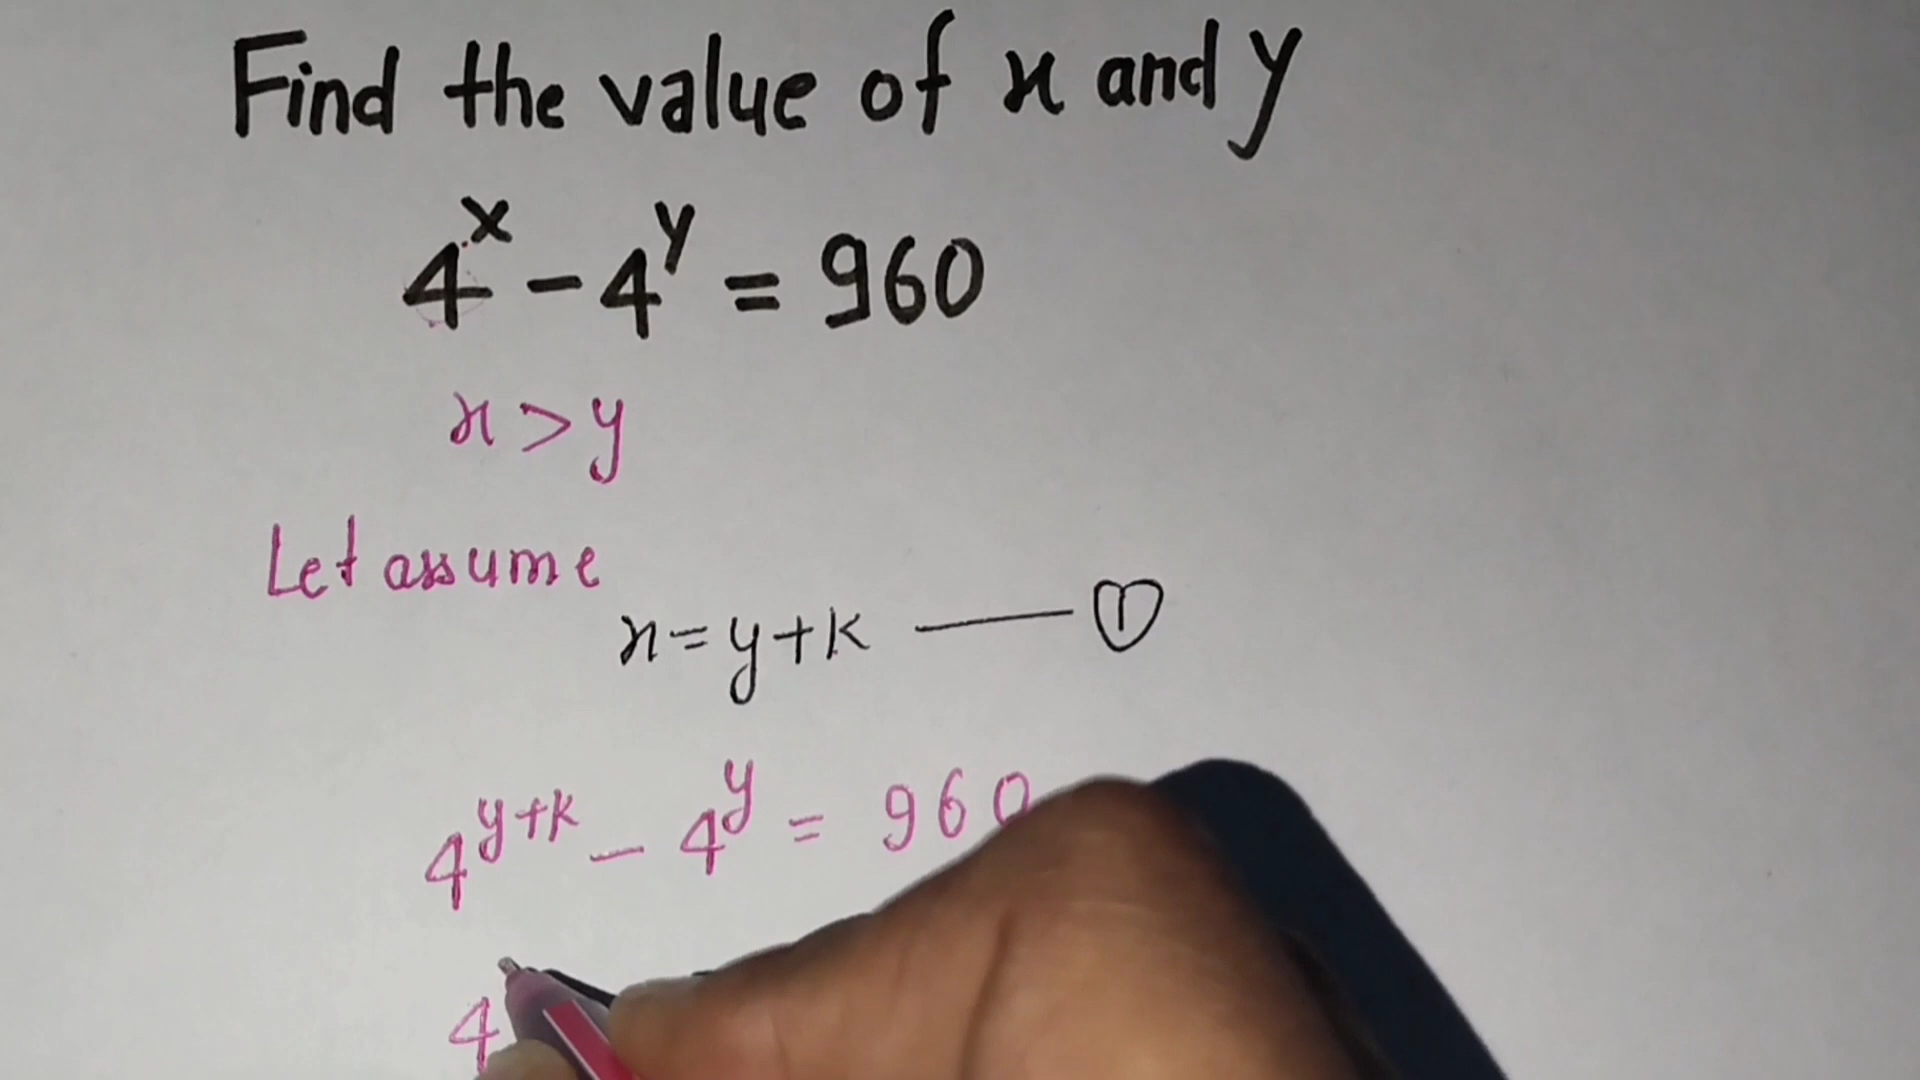 Find the value of x and y
4^x - 4^y = 960
x > y
Let assume
x = y + k —— ①
4^(y+k) - 4^y = 960
4